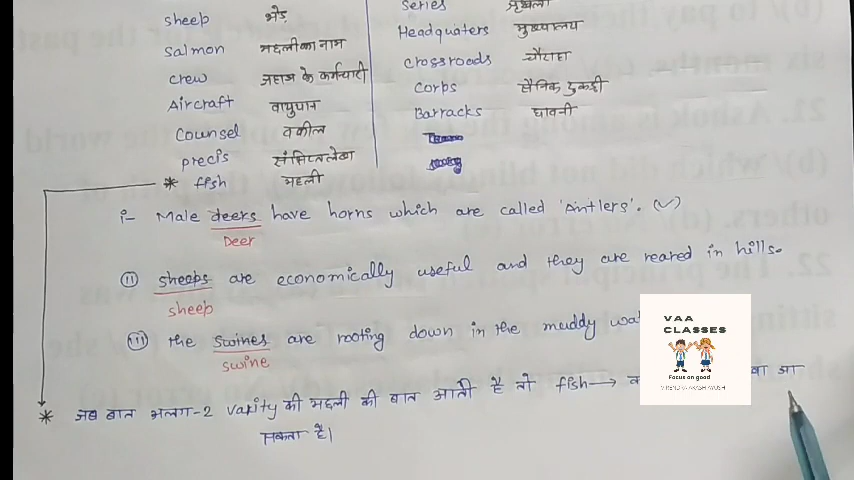 sheep भेड़
salmon मछली का नाम
crew जहाज के कर्मचारी
Aircraft वायुयान
Counsel वकील
precis संक्षिप्त लेखा
* fish मछली
Series श्रृंखला
Headquaters मुख्यालय
crossroads चौराहा
Corps सैनिक टुकड़ी
Barracks छावनी
i- Male deers have horns which are called 'Antlers'. (✓)
Deer
(ii) sheeps are economically useful and they are reared in hills.
sheep
(iii) the swines are rooting down in the muddy
swine
VAA
CLASSES
Focus on good
* जब बात अलग-2 varity की मछली की बात आती है तो fish→ जा
सकता है।